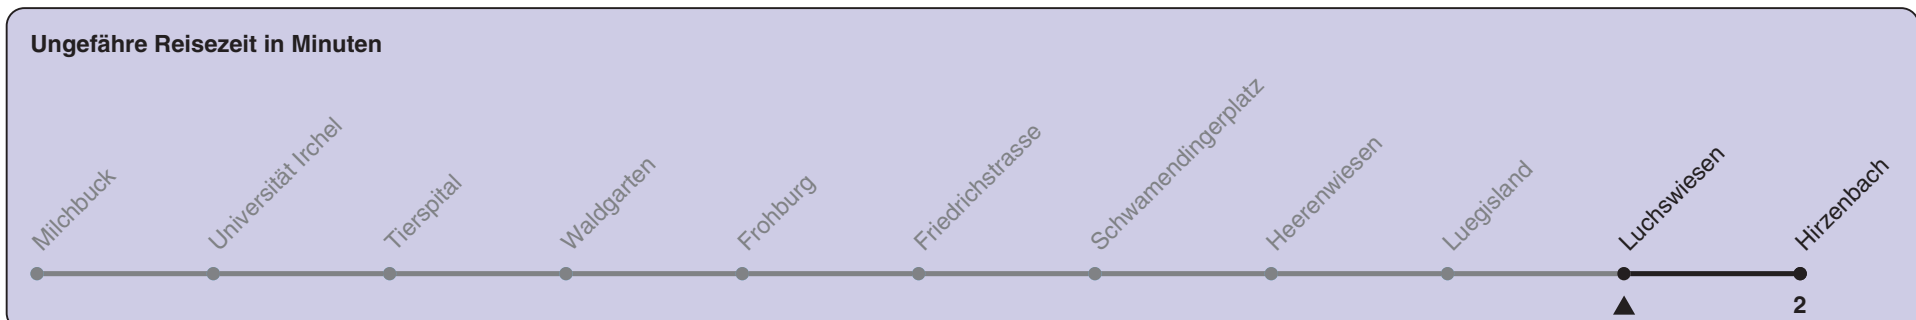 Ungefähre Reisezeit in Minuten
Milchbuck
Universität Irchel
Tierspital
Waldgarten
Frohburg
Friedrichstrasse
Schwamendingerplatz
Heerenwiesen
Luegisland
Luchswiesen
Hirzenbach
2